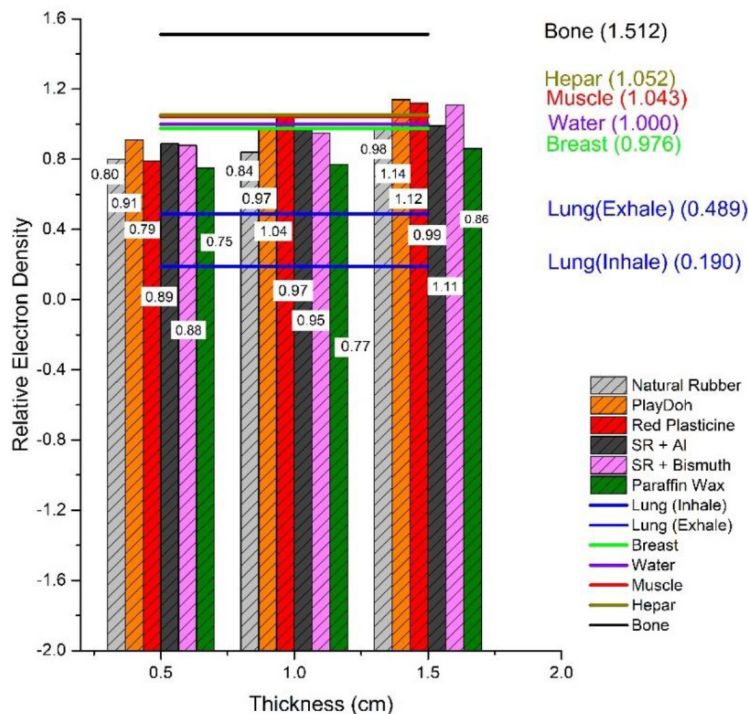 1.6
1.2
0.8
0.4
0.0
-0.4
-0.8
-1.2
-1.6
-2.0
Relative Electron Density
0.5
1.0
1.5
2.0
Thickness (cm)
0.80
0.91
0.79
0.89
0.88
0.75
0.84
0.97
1.04
0.97
0.95
0.77
0.98
1.14
1.12
0.99
1.11
0.86
Bone (1.512)
Hepar (1.052)
Muscle (1.043)
Water (1.000)
Breast (0.976)
Lung(Exhale) (0.489)
Lung(Inhale) (0.190)
Natural Rubber
PlayDoh
Red Plasticine
SR + Al
SR + Bismuth
Paraffin Wax
Lung (Inhale)
Lung (Exhale)
Breast
Water
Muscle
Hepar
Bone